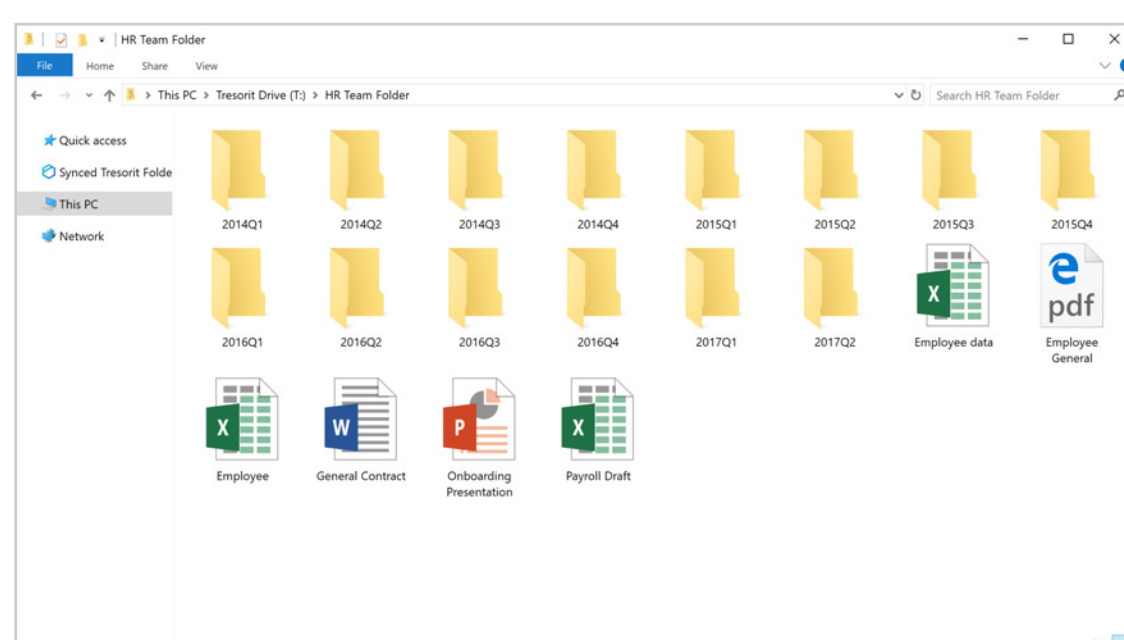 HR Team Folder
File Home Share View
This PC > Tresorit Drive (T:) > HR Team Folder
Search HR Team Folder
Quick access
Synced Tresorit Folde
This PC
Network
2014Q1 2014Q2 2014Q3 2014Q4 2015Q1 2015Q2 2015Q3 2015Q4
e
pdf
X
2016Q1 2016Q2 2016Q3 2016Q4 2017Q1 2017Q2 Employee data Employee
General
X W P X
Employee General Contract Onboarding
Presentation Payroll Draft